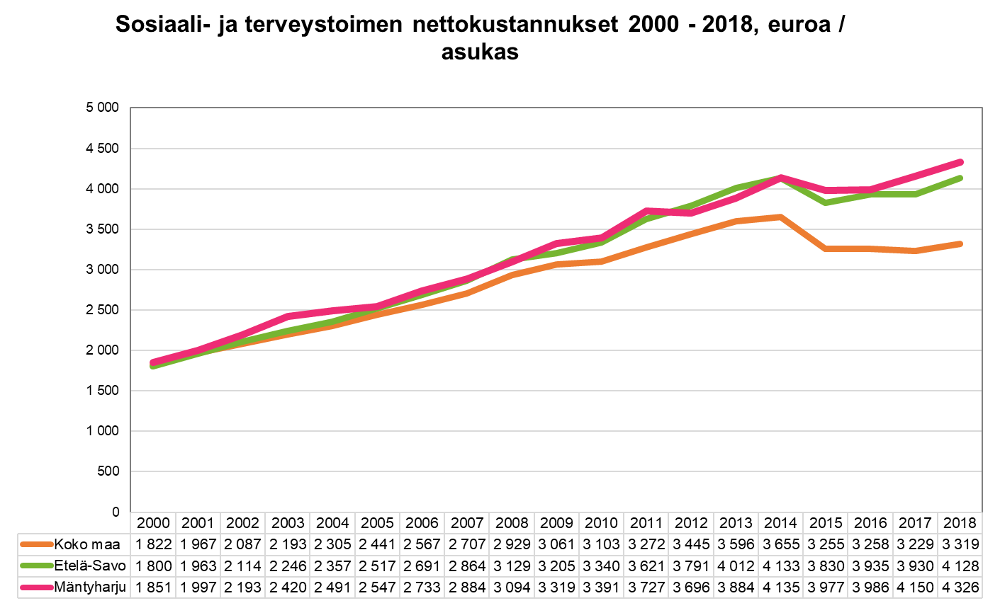 Sosiaali- ja terveystoimen nettokustannukset 2000 - 2018, euroa /
asukas
5 000
4 500
4 000
3 500
3 000
2 500
2 000
1 500
1 000
500
0
2000 2001 2002 2003 2004 2005 2006 2007 2008 2009 2010 2011 2012 2013 2014 2015 2016 2017 2018
Koko maa 1 822 1 967 2 087 2 193 2 305 2 441 2 567 2 707 2 929 3 061 3 103 3 272 3 445 3 596 3 655 3 255 3 258 3 229 3 319
Etelä-Savo 1 800 1 963 2 114 2 246 2 357 2 517 2 691 2 864 3 129 3 205 3 340 3 621 3 791 4 012 4 133 3 830 3 935 3 930 4 128
Mäntyharju 1 851 1 997 2 193 2 420 2 491 2 547 2 733 2 884 3 094 3 319 3 391 3 727 3 696 3 884 4 135 3 977 3 986 4 150 4 326